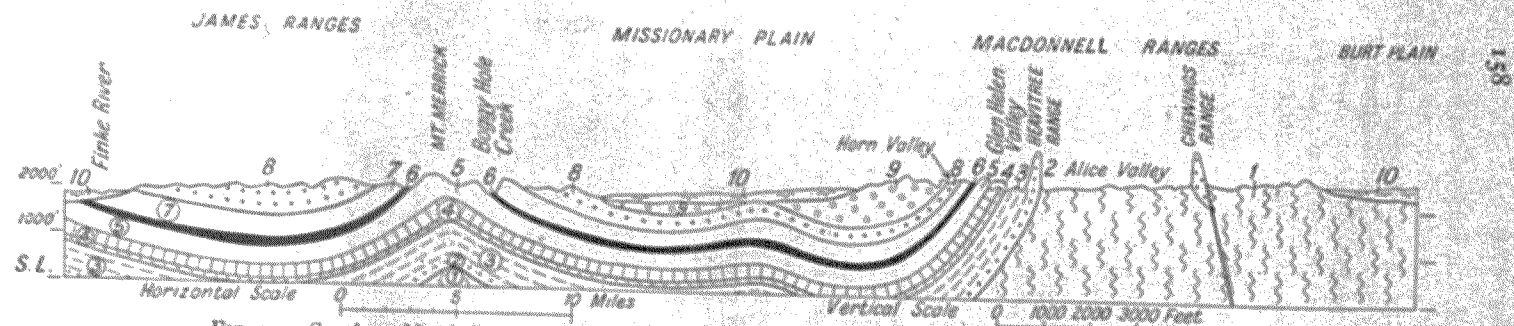 JAMES RANGES
MISSIONARY PLAIN
MACDONNELL RANGES
BURT PLAIN
158
Finke River
MT MERRICK
Boggy Hole Creek
Glen Helen Valley
HEAVITREE RANGE
CHEWINGS RANGE
Horn Valley
2000' 10 8 7 6 5 6 8 10 9 8 6 5 4 3 2 Alice Valley 1 10
7
1000'
4
3
S.L.
Horizontal Scale 0 5 10 Miles
Vertical Scale 0 1000 2000 3000 Feet